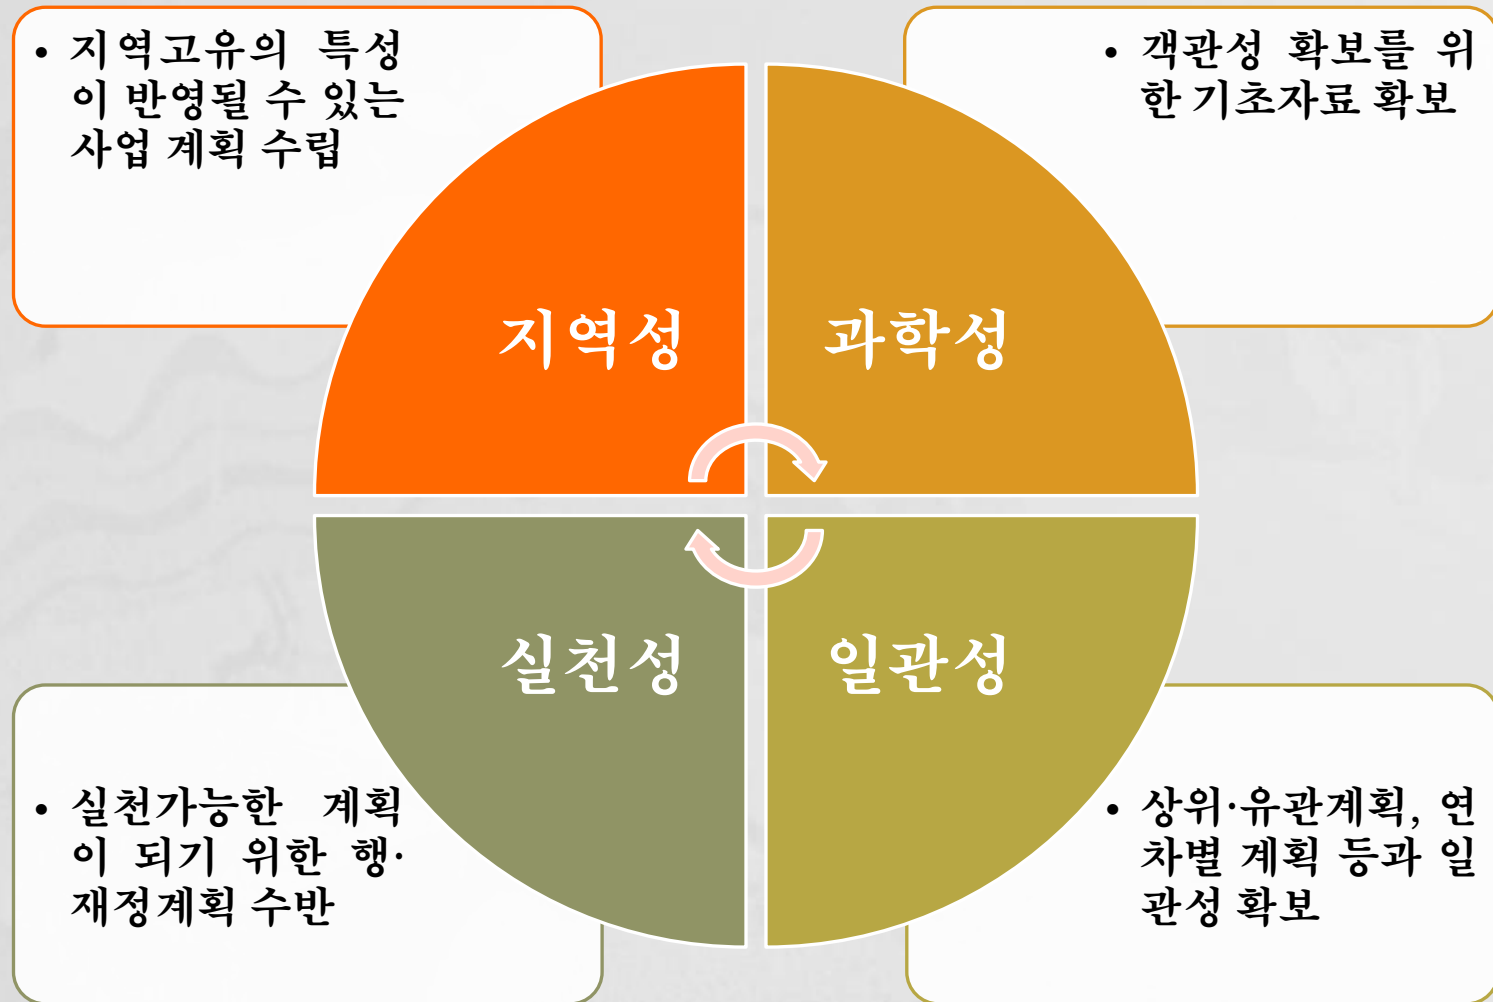 • 지역고유의 특성
이 반영될 수 있는
사업 계획 수립
• 객관성 확보를 위
한 기초자료 확보
지역성
과학성
실천성
일관성
• 실천가능한 계획
이 되기 위한 행·
재정계획 수반
• 상위·유관계획, 연
차별 계획 등과 일
관성 확보